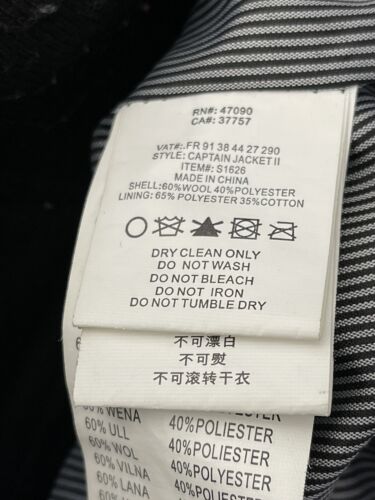 RN#: 47090
CA#: 37757
VAT#: FR 91 38 44 27 290
STYLE: CAPTAIN JACKET II
ITEM#: S1626
MADE IN CHINA
SHELL:60%WOOL 40%POLYESTER
LINING: 65% POLYESTER 35%COTTON
DRY CLEAN ONLY
DO NOT WASH
DO NOT BLEACH
DO NOT IRON
DO NOT TUMBLE DRY
不可漂白
不可熨
不可滚转干衣
60% WENA
60% ULL 40%POLIESTER
60% WOL 40%POLIESTER
60% VILNA 40%POLYESTER
60% LANA 40%POLIESTER